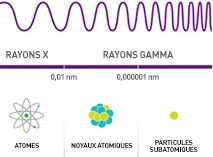 RAYONS X
RAYONS GAMMA
0,01 nm
0,000001 nm
ATOMES
NOYAUX ATOMIQUES
PARTICULES
SUBATOMIQUES